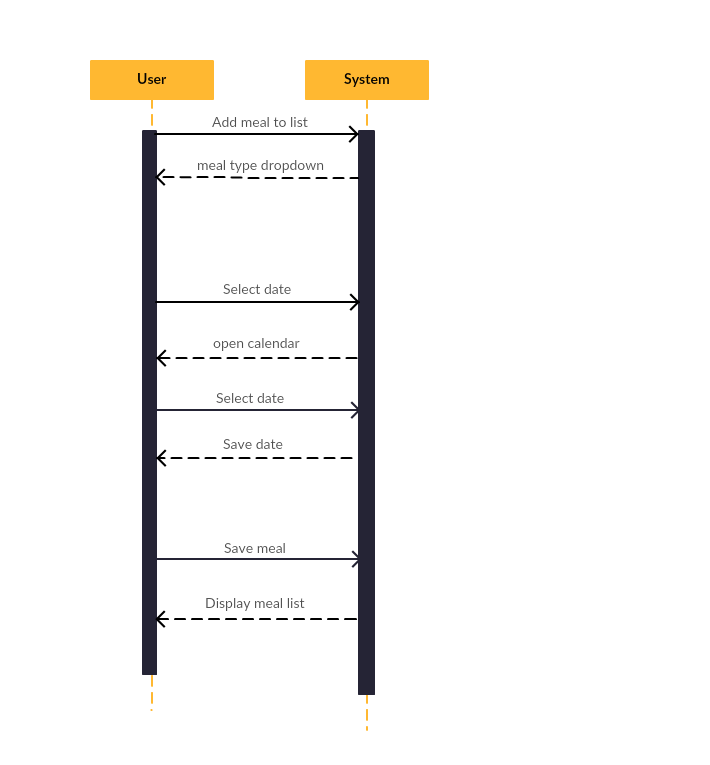 User
System
Add meal to list
meal type dropdown
Select date
open calendar
Select date
Save date
Save meal
Display meal list